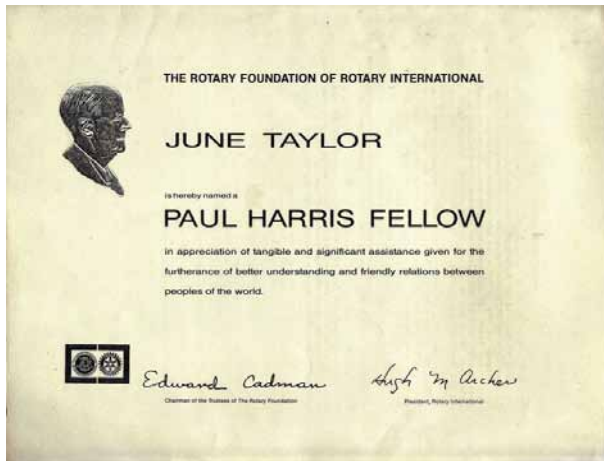 THE ROTARY FOUNDATION OF ROTARY INTERNATIONAL
JUNE TAYLOR
is hereby named a
PAUL HARRIS FELLOW
in appreciation of tangible and significant assistance given for the
furtherance of better understanding and friendly relations between
peoples of the world.
Edward Cadman
Hugh M Archer
Chairman of the Trustees of The Rotary Foundation
President, Rotary International